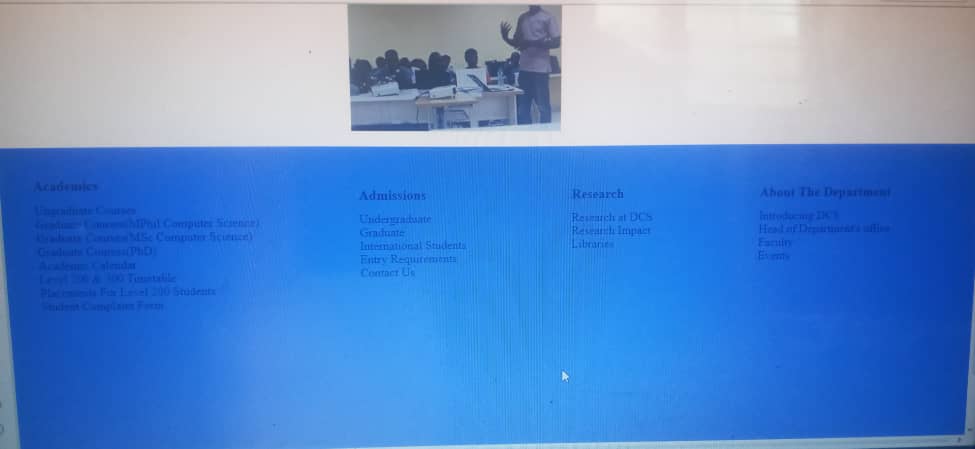 Academics
Ungraduate Courses
Graduate Courses(MPhil Computer Science)
Graduate Courses(MSc Computer Science)
Graduate Courses(PhD)
Academic Calendar
Level 200 & 300 Timetable
Placements For Level 200 Students
Student Complaint Form
Admissions
Undergraduate
Graduate
International Students
Entry Requirements
Contact Us
Research
Research at DCS
Research Impact
Libraries
About The Department
Introducing DCS
Head of Department's office
Faculty
Events